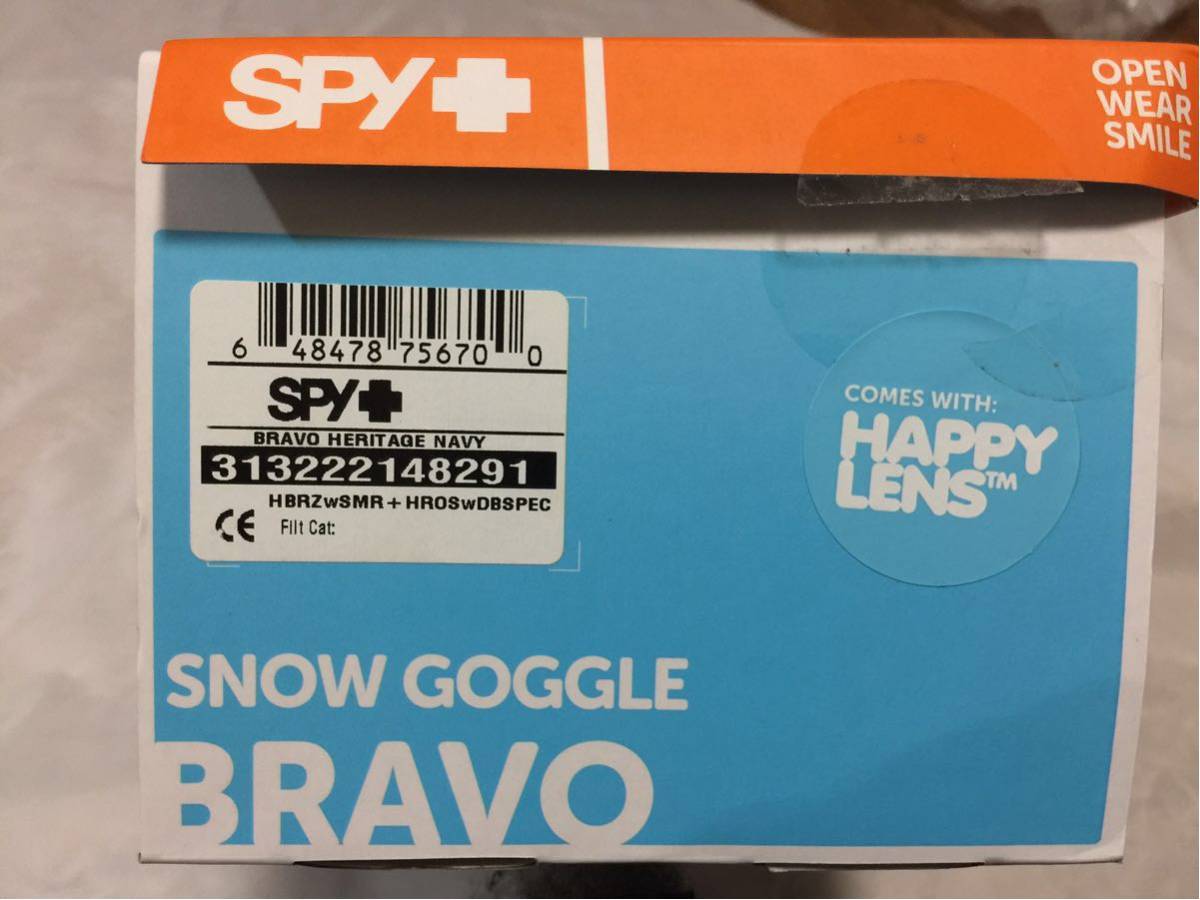 SPY+
OPEN
WEAR
SMILE
6 48478 75670 0
SPY+
BRAVO HERITAGE NAVY
313222148291
HBRZwSMR+HROSwDBSPEC
CE Filt Cat:
COMES WITH:
HAPPY
LENS™
SNOW GOGGLE
BRAVO